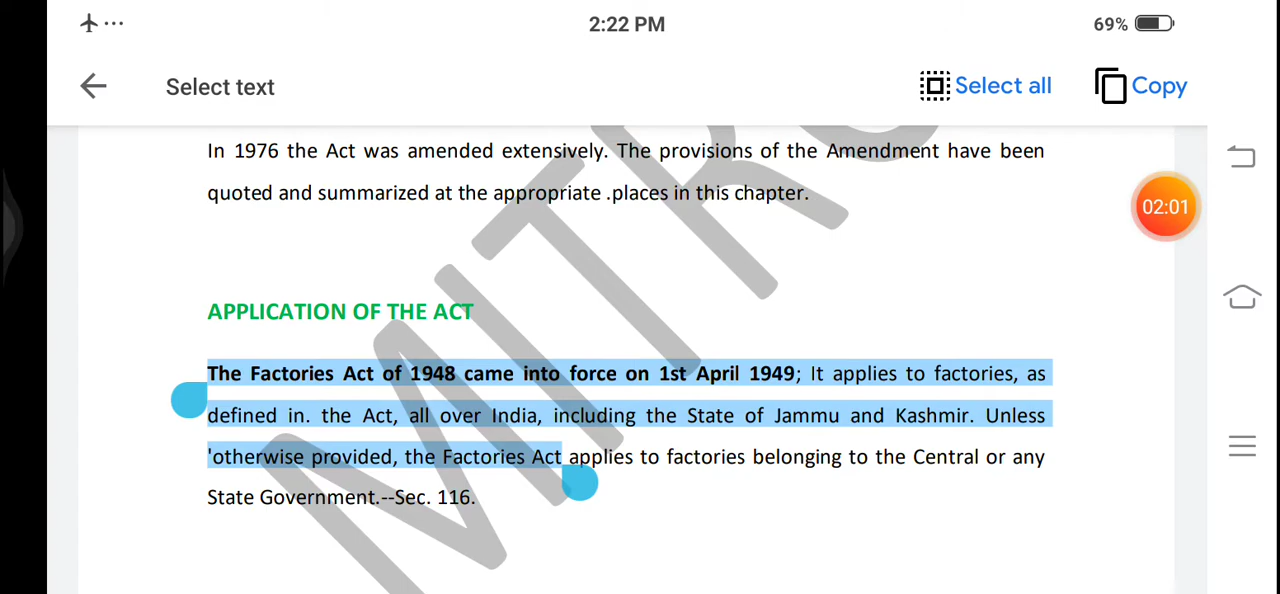 2:22 PM 69%
Select text Select all Copy
In 1976 the Act was amended extensively. The provisions of the Amendment have been
quoted and summarized at the appropriate .places in this chapter.
02:01
APPLICATION OF THE ACT
The Factories Act of 1948 came into force on 1st April 1949; It applies to factories, as
defined in. the Act, all over India, including the State of Jammu and Kashmir. Unless
'otherwise provided, the Factories Act applies to factories belonging to the Central or any
State Government.--Sec. 116.